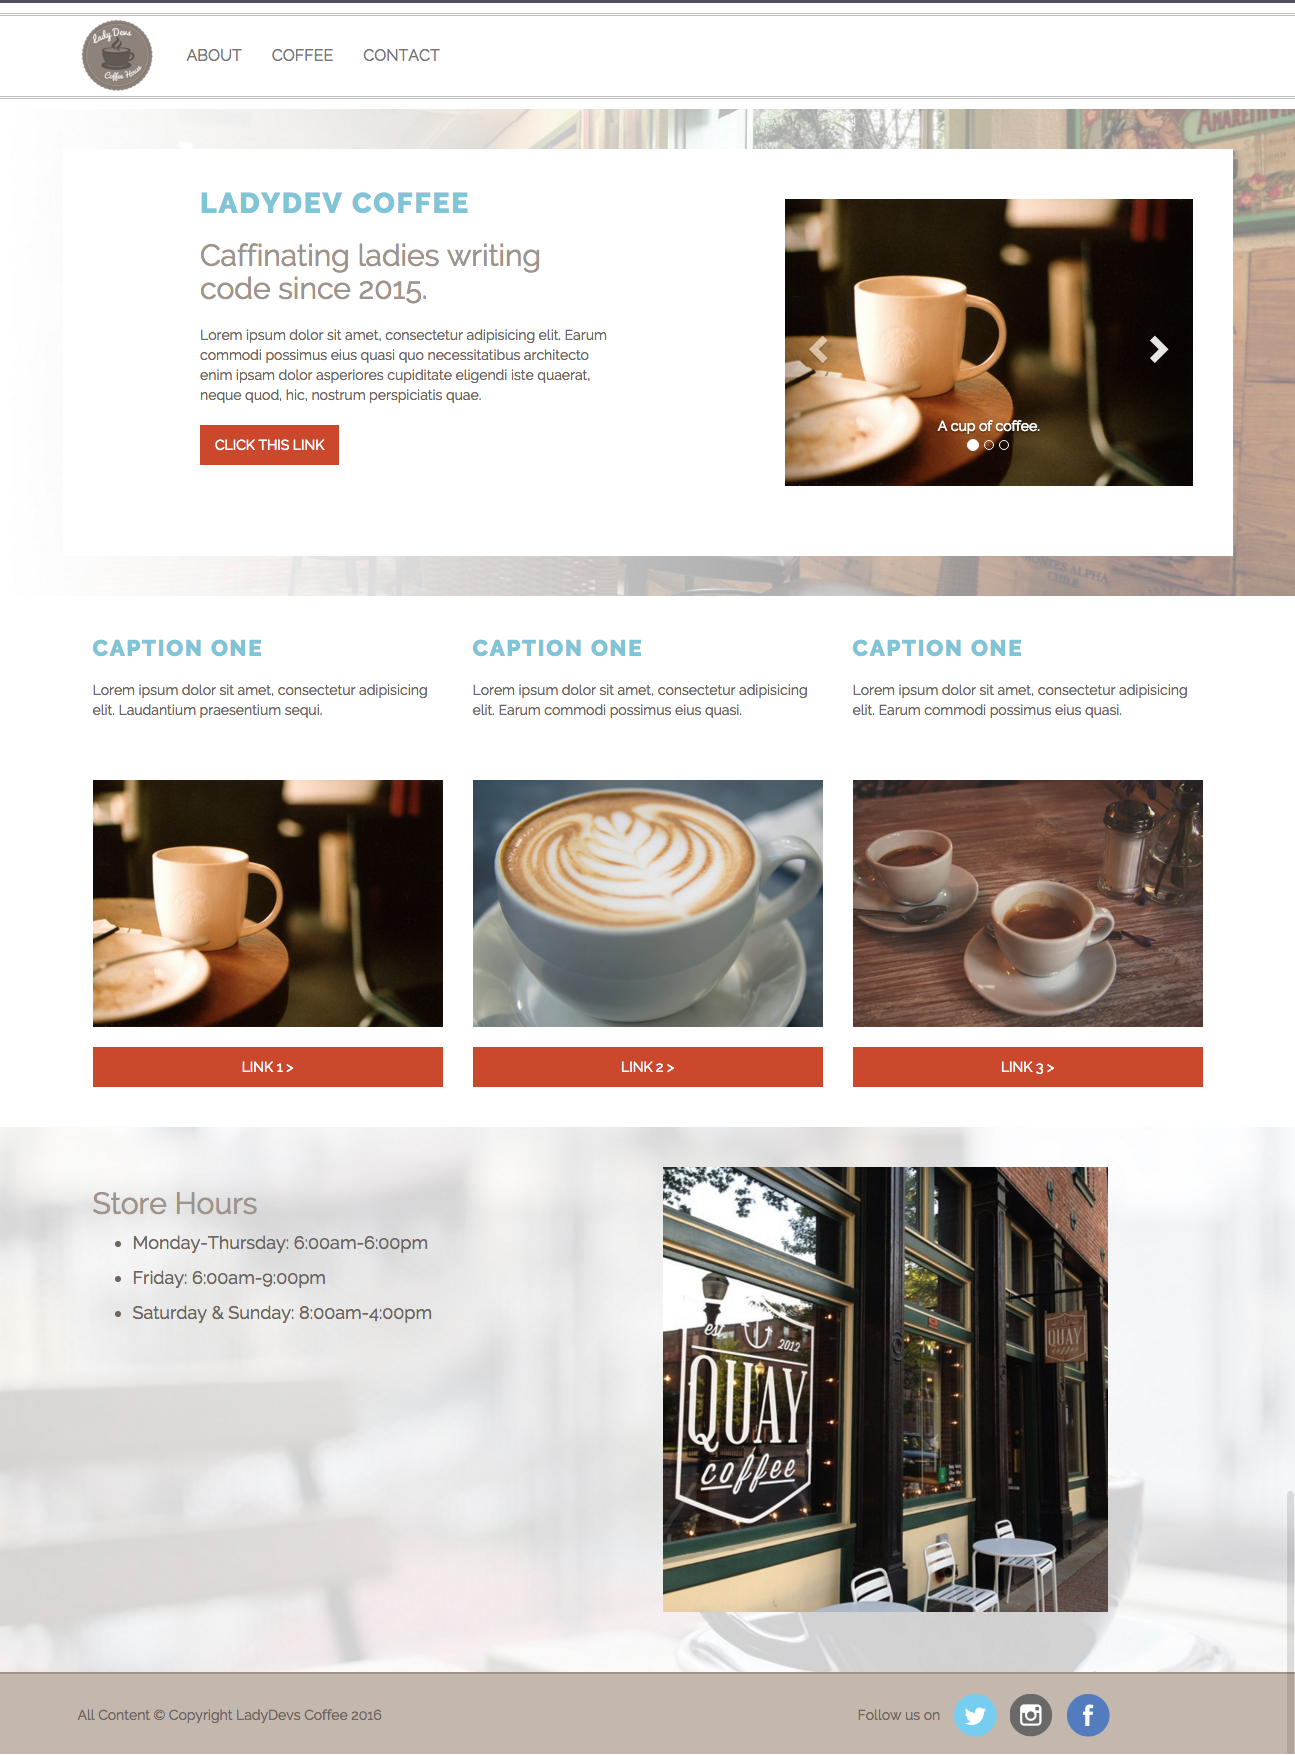 Lady Devs
Coffee House
ABOUT COFFEE CONTACT
LADYDEV COFFEE
Caffinating ladies writing
code since 2015.
Lorem ipsum dolor sit amet, consectetur adipisicing elit. Earum
commodi possimus eius quasi quo necessitatibus architecto
enim ipsam dolor asperiores cupiditate eligendi iste quaerat,
neque quod, hic, nostrum perspiciatis quae.
CLICK THIS LINK
A cup of coffee.
MONTES ALPHA
CHILE
CAPTION ONE
Lorem ipsum dolor sit amet, consectetur adipisicing
elit. Laudantium praesentium sequi.
CAPTION ONE
Lorem ipsum dolor sit amet, consectetur adipisicing
elit. Earum commodi possimus eius quasi.
CAPTION ONE
Lorem ipsum dolor sit amet, consectetur adipisicing
elit. Earum commodi possimus eius quasi.
LINK 1 >
LINK 2 >
LINK 3 >
Store Hours
Monday-Thursday: 6:00am-6:00pm
Friday: 6:00am-9:00pm
Saturday & Sunday: 8:00am-4:00pm
est. 2012
QUAY
coffee
QUAY
coffee
All Content © Copyright LadyDevs Coffee 2016
Follow us on